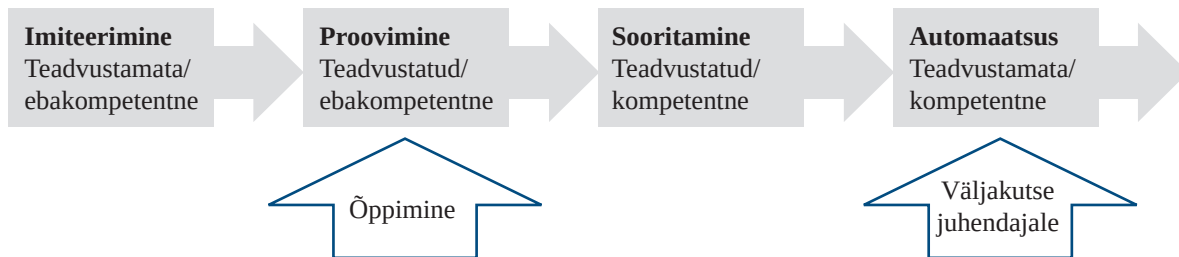 Imiteerimine
Teadvustamata/
ebakompetentne
Proovimine
Teadvustatud/
ebakompetentne
Sooritamine
Teadvustatud/
kompetentne
Automaatsus
Teadvustamata/
kompetentne
Õppimine
Väljakutse
juhendajale